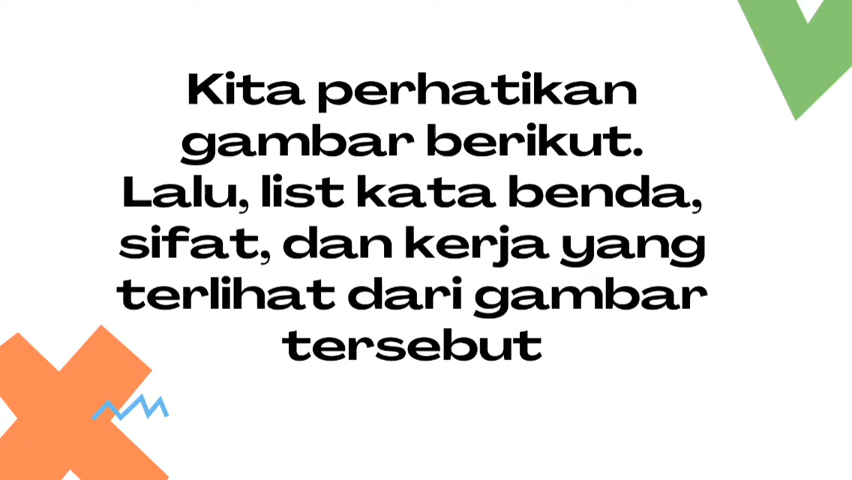 Kita perhatikan
gambar berikut.
Lalu, list kata benda,
sifat, dan kerja yang
terlihat dari gambar
tersebut